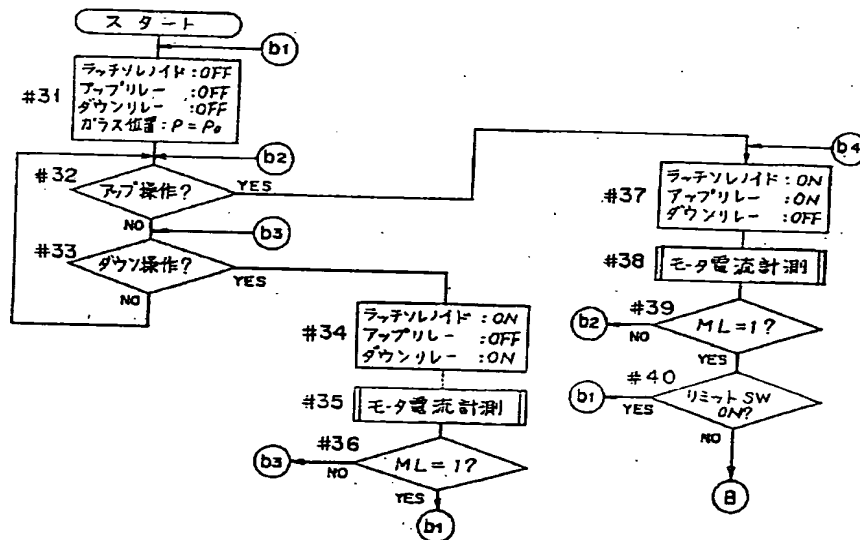 スタート
b1
#31
ラッチソレノイド:OFF
アップリレー :OFF
ダウンリレー :OFF
ガラス位置:P=P0
b2
#32
アップ操作?
YES
NO
b3
#33
ダウン操作?
YES
NO
#34
ラッチソレノイド:ON
アップリレー :OFF
ダウンリレー :ON
#35
モータ電流計測
#36
ML=1?
b3
NO
YES
b1
b4
#37
ラッチソレノイド:ON
アップリレー :ON
ダウンリレー :OFF
#38
モータ電流計測
#39
ML=1?
b2
NO
YES
#40
リミットSW
ON?
b1
YES
NO
B